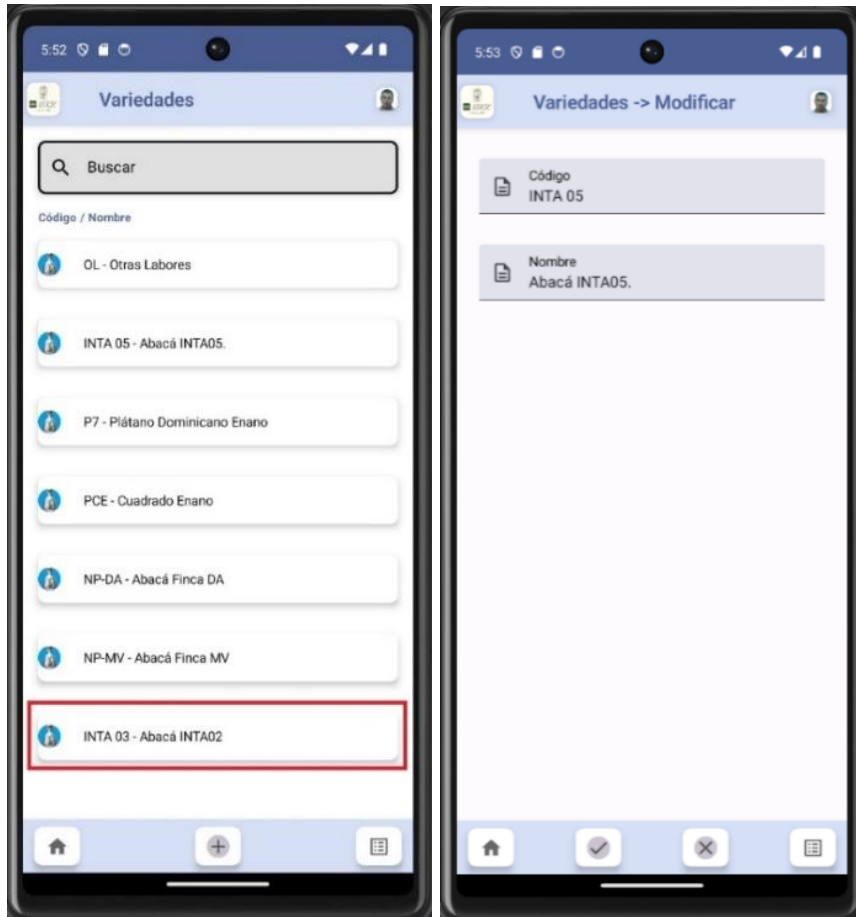 5:52
Variedades
Buscar
Código / Nombre
OL - Otras Labores
INTA 05 - Abacá INTA05.
P7 - Plátano Dominicano Enano
PCE - Cuadrado Enano
NP-DA - Abacá Finca DA
NP-MV - Abacá Finca MV
INTA 03 - Abacá INTA02
5:53
Variedades -> Modificar
Código
INTA 05
Nombre
Abacá INTA05.